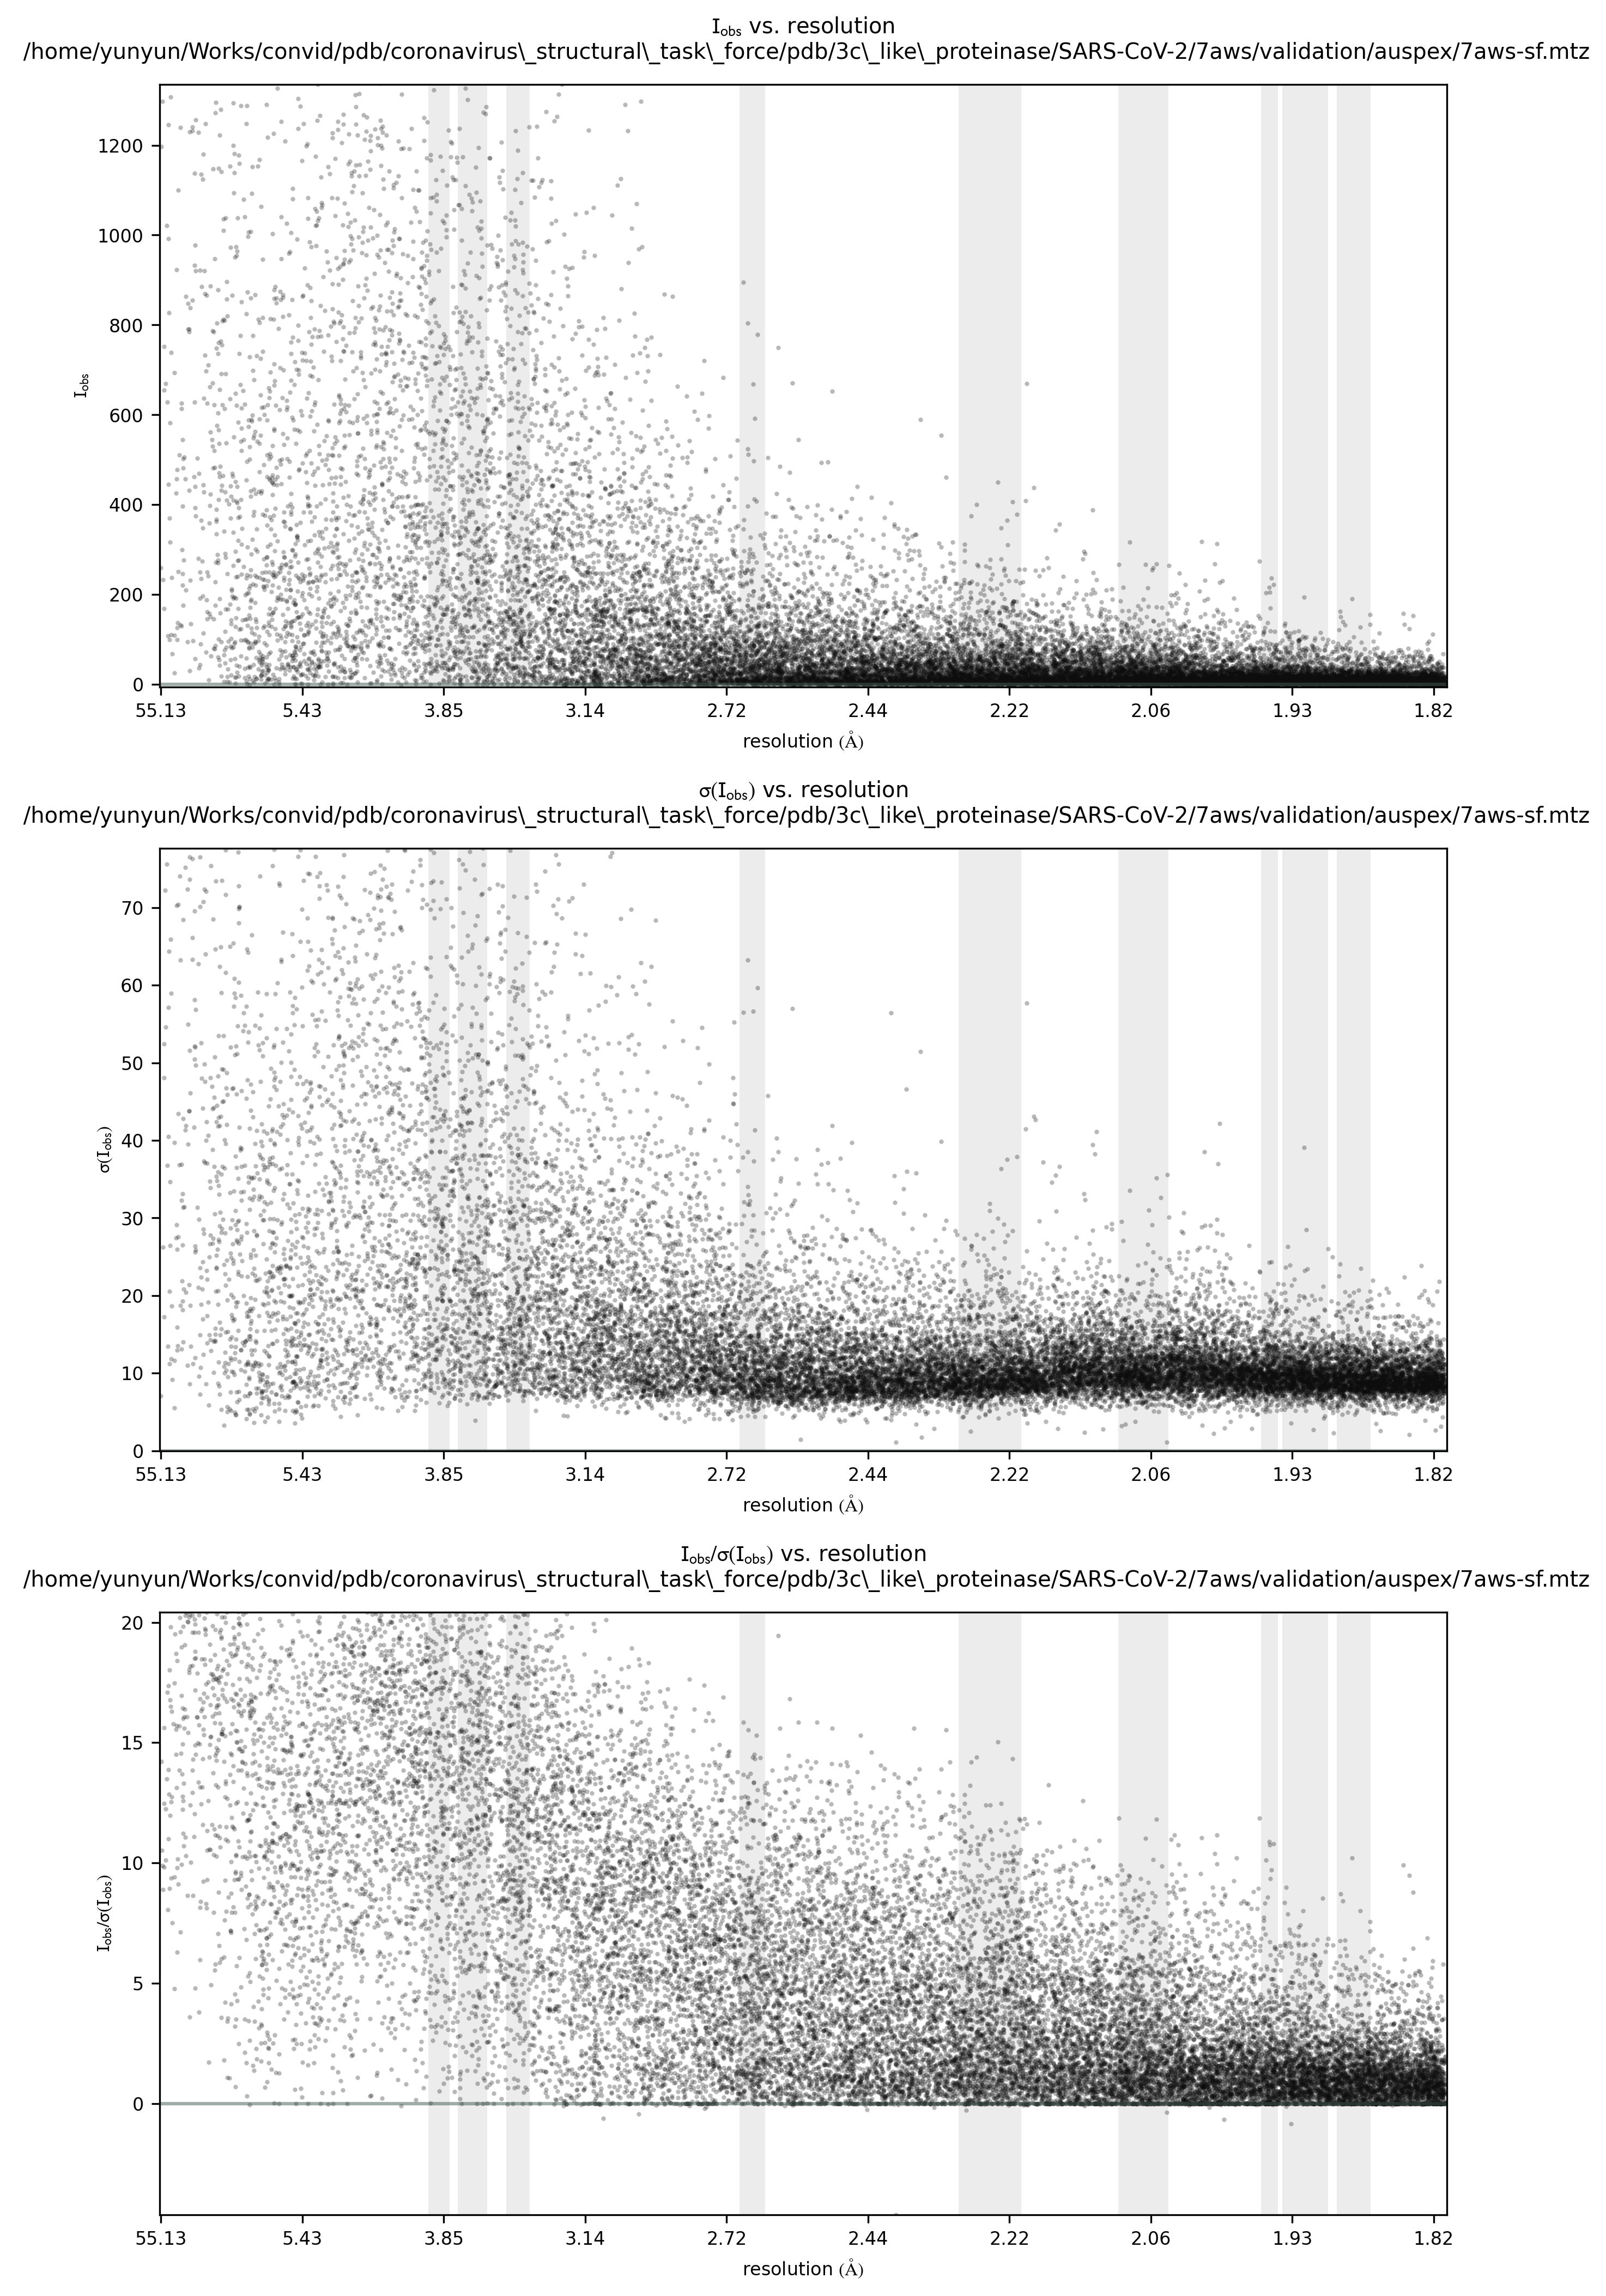 Iobs vs. resolution
/home/yunyun/Works/convid/pdb/coronavirus\_structural\_task\_force/pdb/3c\_like\_proteinase/SARS-CoV-2/7aws/validation/auspex/7aws-sf.mtz
1200
1000
800
600
400
200
0
Iobs
55.13 5.43 3.85 3.14 2.72 2.44 2.22 2.06 1.93 1.82
resolution (Å)
σ(Iobs) vs. resolution
/home/yunyun/Works/convid/pdb/coronavirus\_structural\_task\_force/pdb/3c\_like\_proteinase/SARS-CoV-2/7aws/validation/auspex/7aws-sf.mtz
70
60
50
40
30
20
10
0
σ(Iobs)
55.13 5.43 3.85 3.14 2.72 2.44 2.22 2.06 1.93 1.82
resolution (Å)
Iobs/σ(Iobs) vs. resolution
/home/yunyun/Works/convid/pdb/coronavirus\_structural\_task\_force/pdb/3c\_like\_proteinase/SARS-CoV-2/7aws/validation/auspex/7aws-sf.mtz
20
15
10
5
0
Iobs/σ(Iobs)
55.13 5.43 3.85 3.14 2.72 2.44 2.22 2.06 1.93 1.82
resolution (Å)